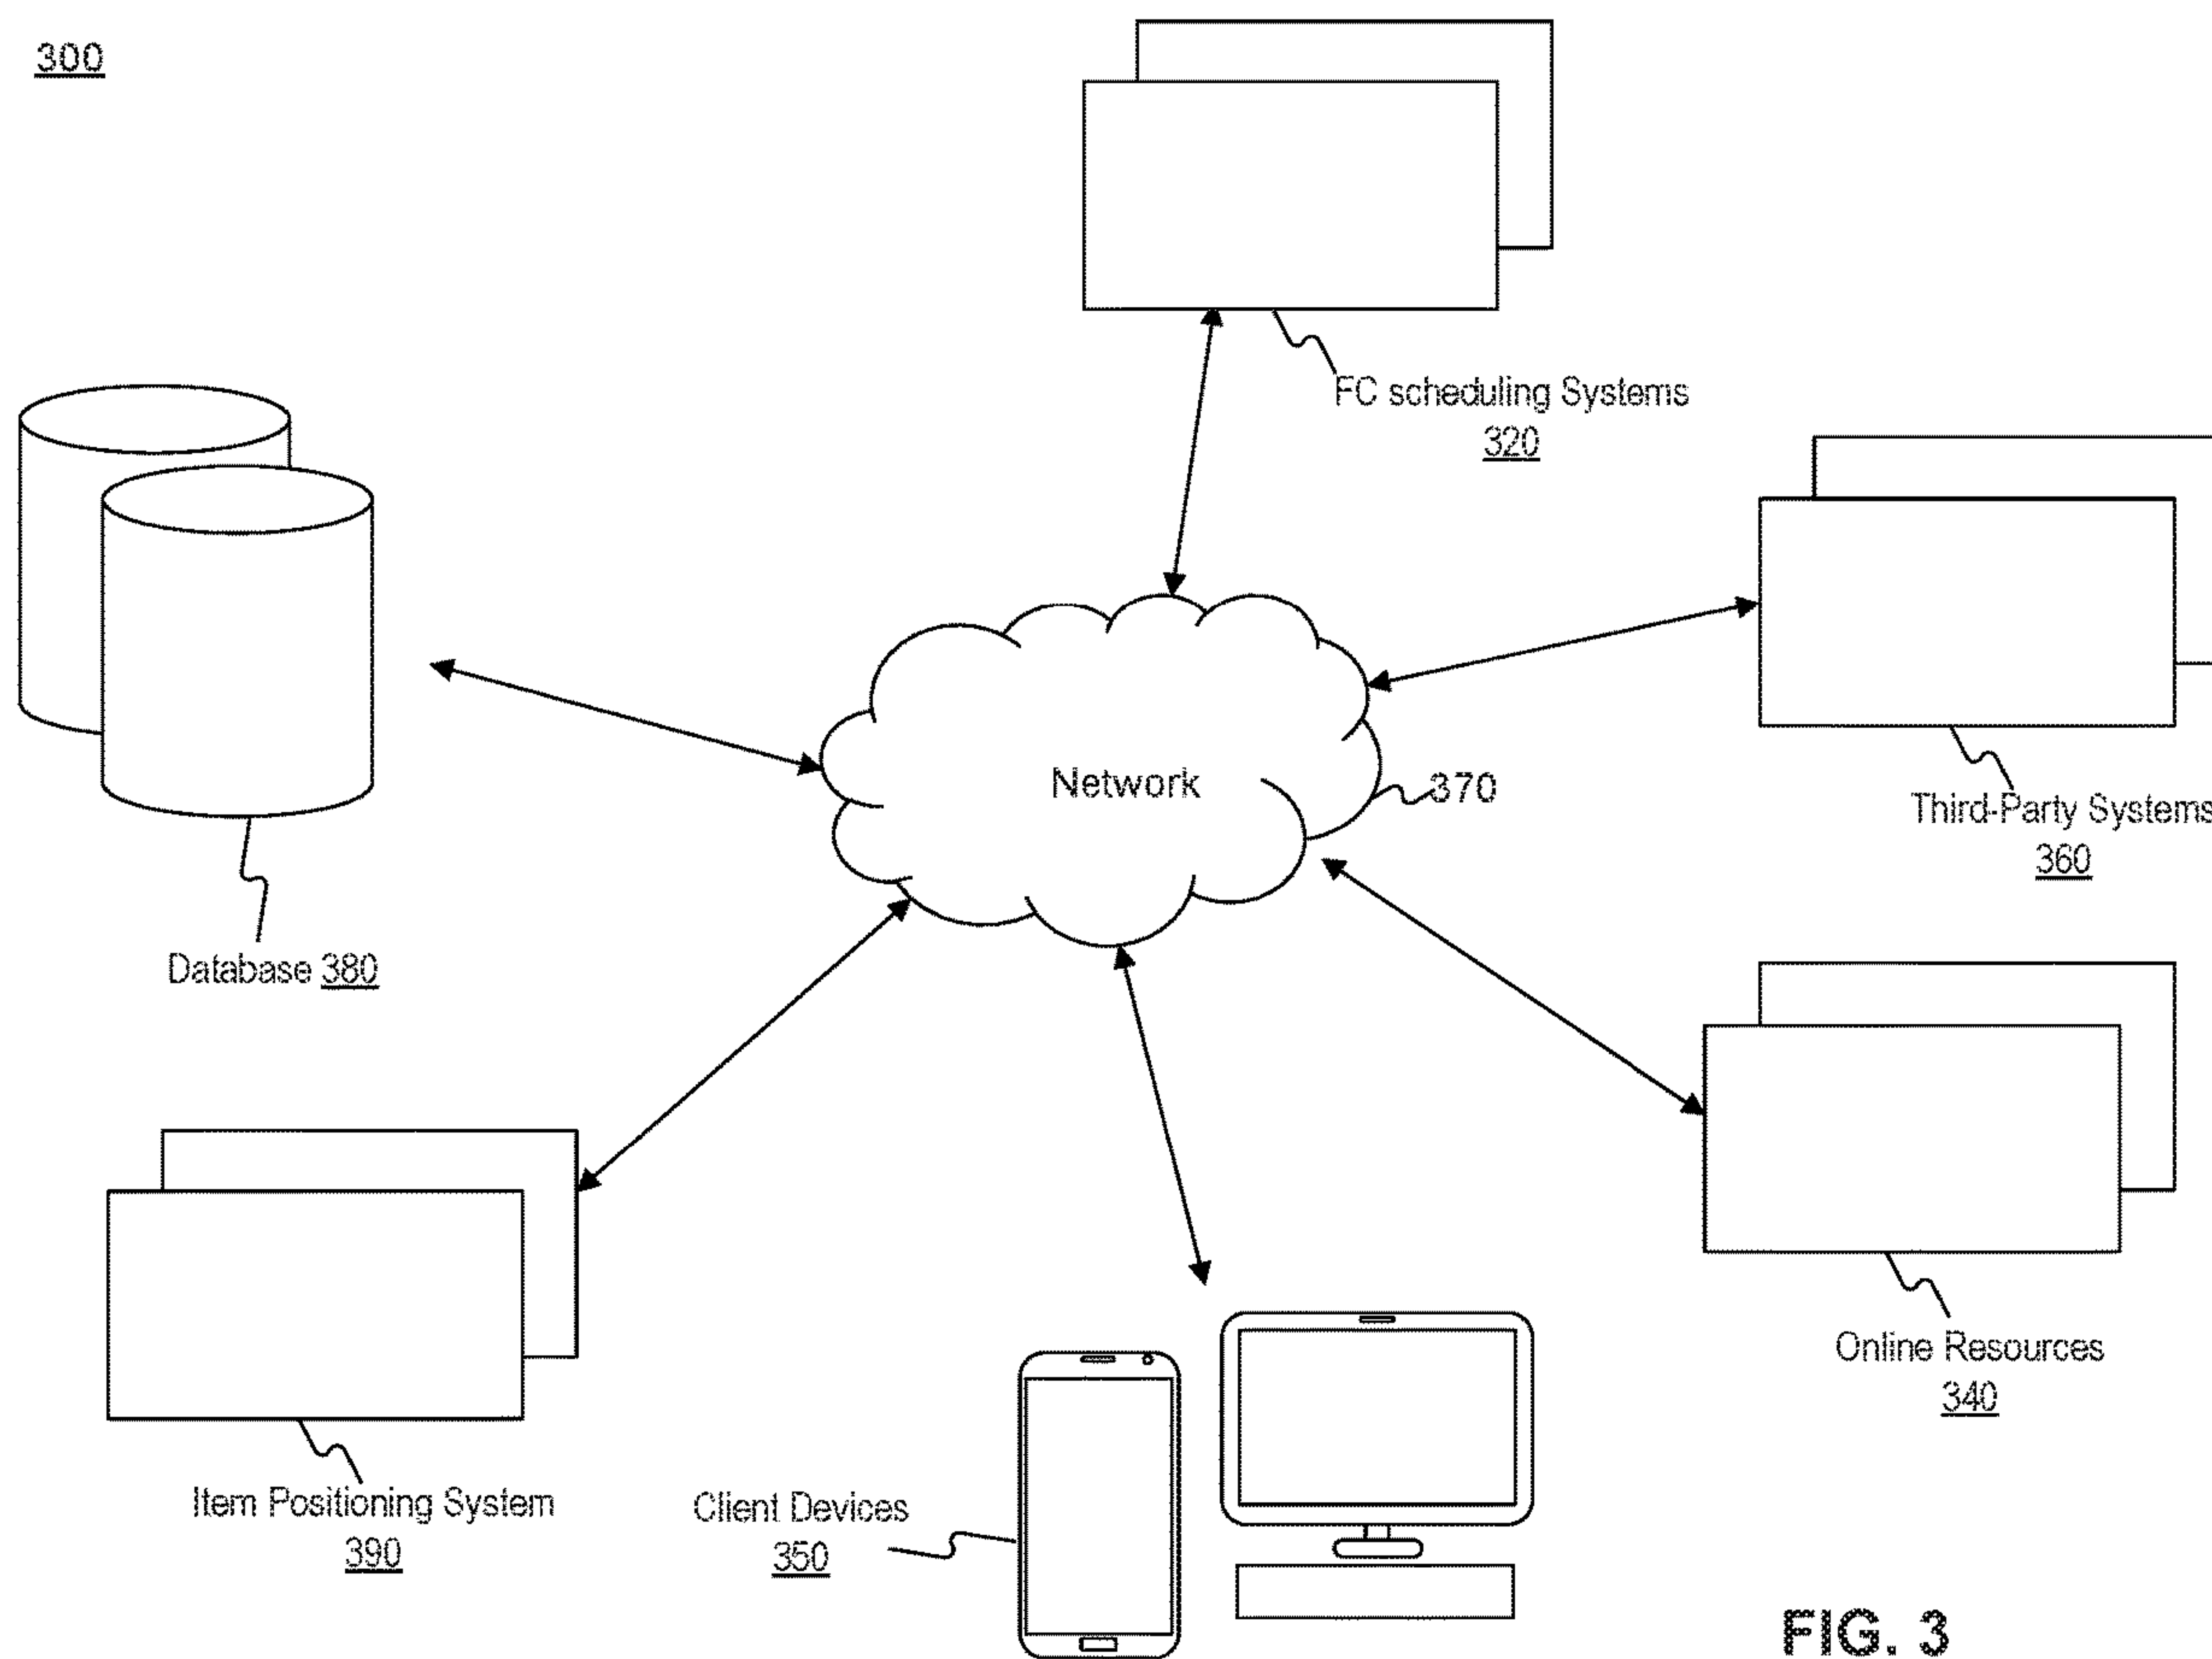 300
FC scheduling Systems
320
Third-Party Systems
360
Network
370
Database 380
Online Resources
340
Item Positioning System
390
Client Devices
350
FIG. 3